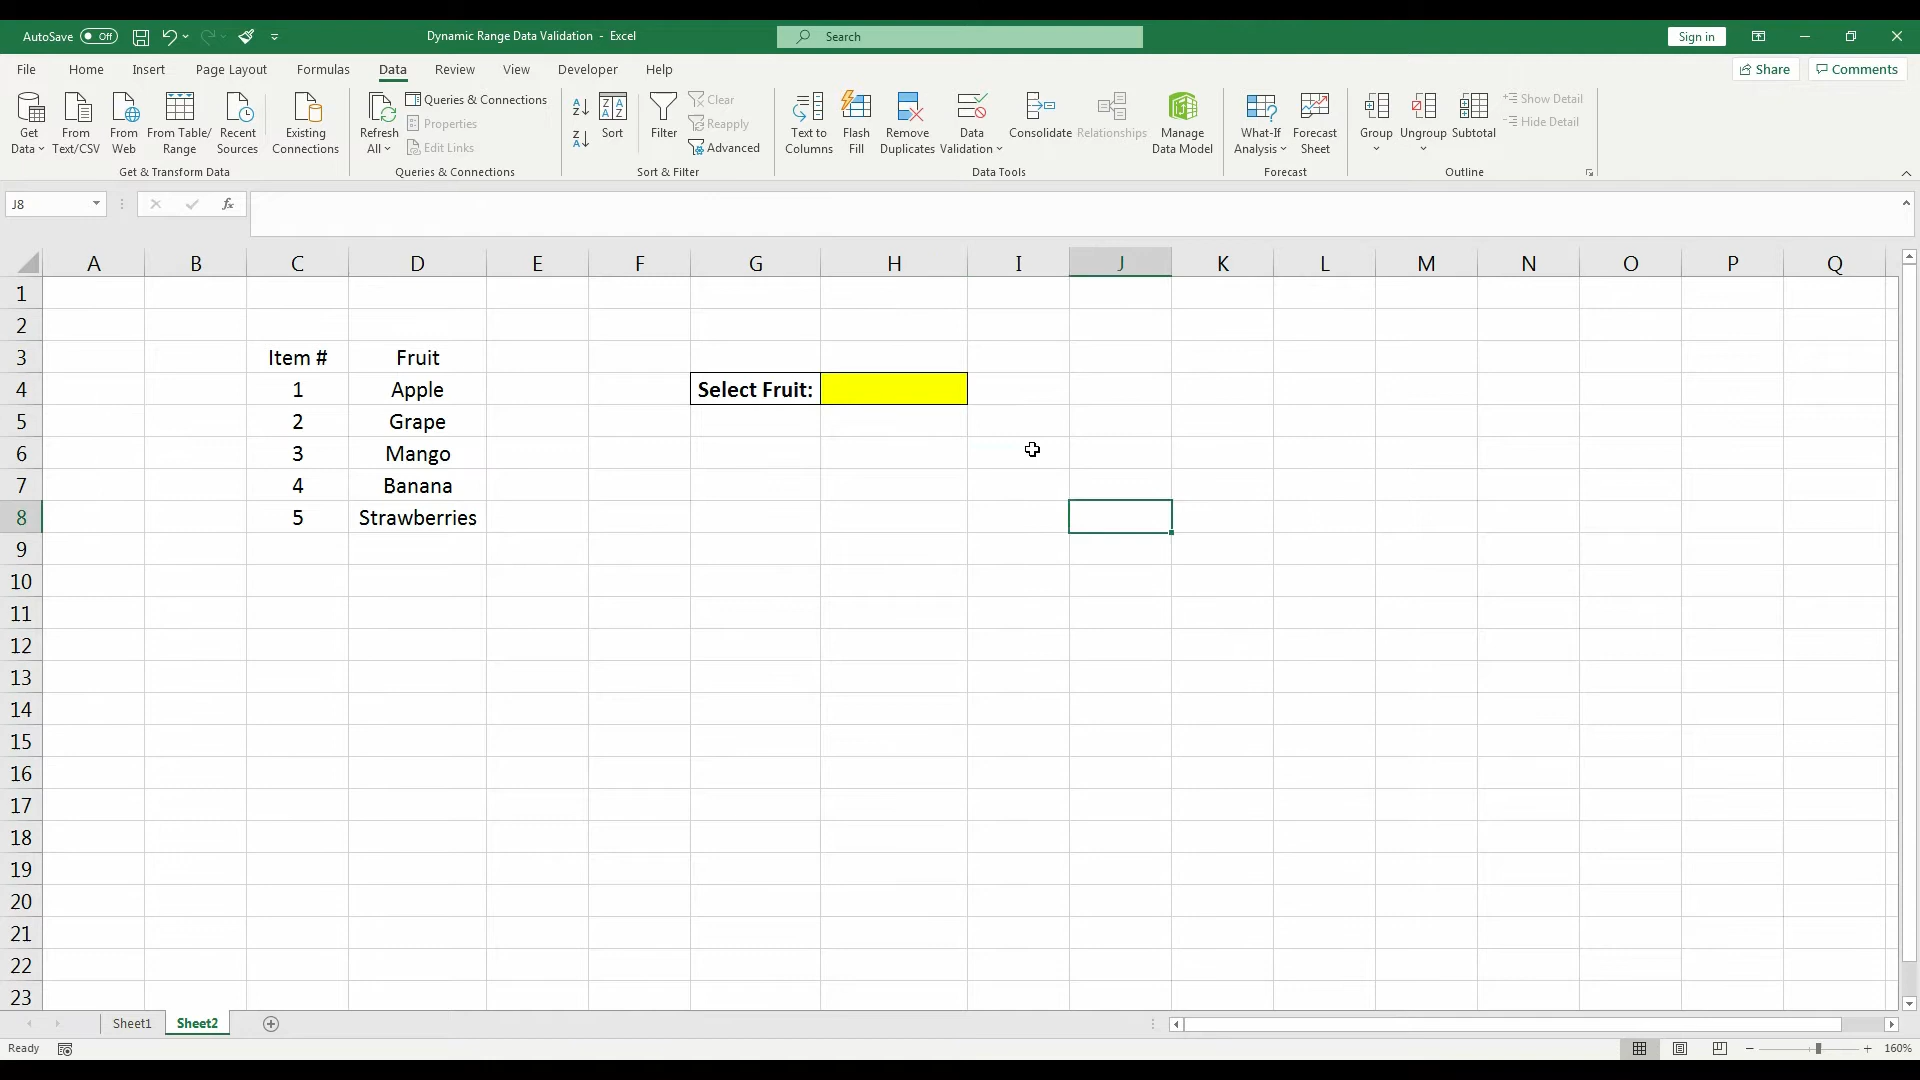 AutoSave Off Dynamic Range Data Validation - Excel Search Sign in
File Home Insert Page Layout Formulas Data Review View Developer Help Share Comments
Get Data From Text/CSV From Web From Table/ Range Recent Sources Existing Connections
Get & Transform Data
Refresh All Queries & Connections
Properties
Edit Links
Queries & Connections
A Z Z A Sort Filter Clear
Reapply
Advanced
Sort & Filter
Text to Columns Flash Fill Remove Duplicates Data Validation Consolidate Relationships Manage Data Model
Data Tools
What-If Analysis Forecast Sheet
Forecast
Group Ungroup Subtotal Show Detail
Hide Detail
Outline
J8 fx
A B C D E F G H I J K L M N O P Q
1
2
3 Item # Fruit
4 1 Apple Select Fruit:
5 2 Grape
6 3 Mango
7 4 Banana
8 5 Strawberries
9
10
11
12
13
14
15
16
17
18
19
20
21
22
23
Sheet1 Sheet2
Ready 160%